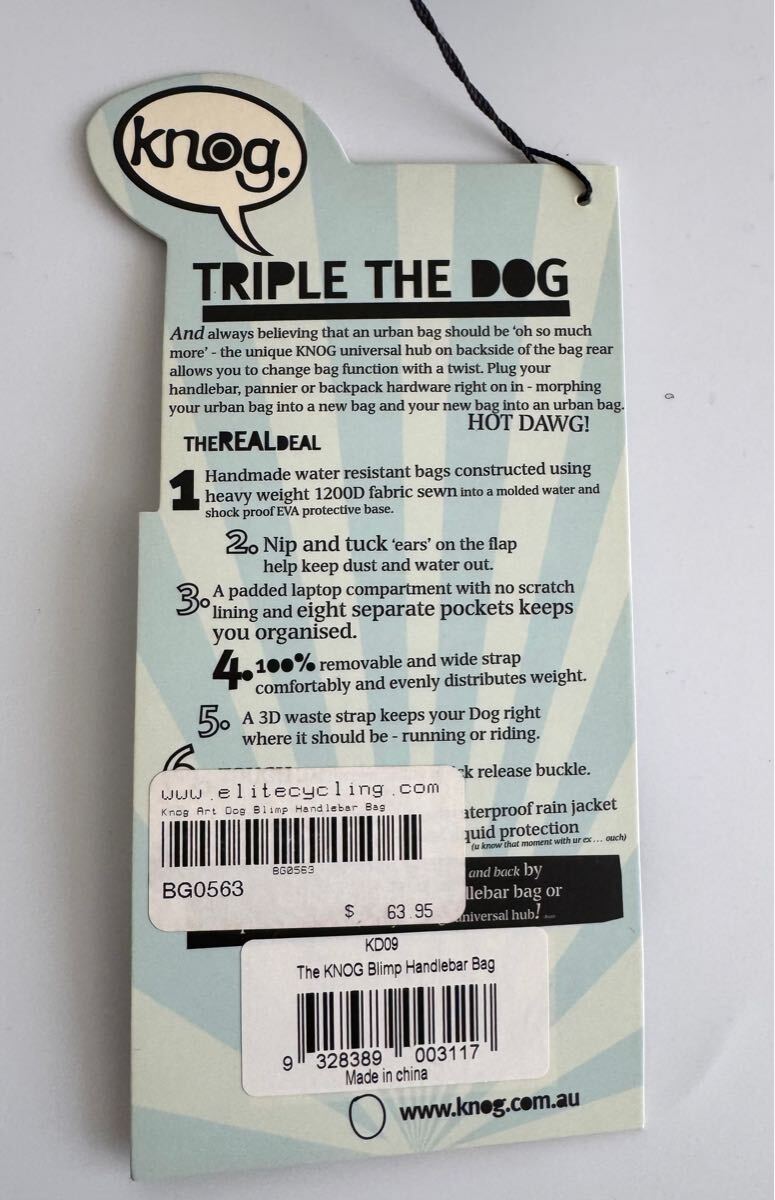 knog.
TRIPLE THE DOG
And always believing that an urban bag should be 'oh so much
more' - the unique KNOG universal hub on backside of the bag rear
allows you to change bag function with a twist. Plug your
handlebar, pannier or backpack hardware right on in - morphing
your urban bag into a new bag and your new bag into an urban bag.
HOT DAWG!
THEREALDEAL
1 Handmade water resistant bags constructed using
heavy weight 1200D fabric sewn into a molded water and
shock proof EVA protective base.
2. Nip and tuck 'ears' on the flap
help keep dust and water out.
3. A padded laptop compartment with no scratch
lining and eight separate pockets keeps
you organised.
4. 100% removable and wide strap
comfortably and evenly distributes weight.
5. A 3D waste strap keeps your Dog right
where it should be - running or riding.
6 release buckle.
rain jacket
protection
(u know that moment with ur ex... ouch)
and back by
bag or
hub!
www.elitecycling.com
Knog Art Dog Blimp Handlebar Bag
BG0563
BG0563
$ 63.95
KD09
The KNOG Blimp Handlebar Bag
9 328389 003117
Made in china
www.knog.com.au